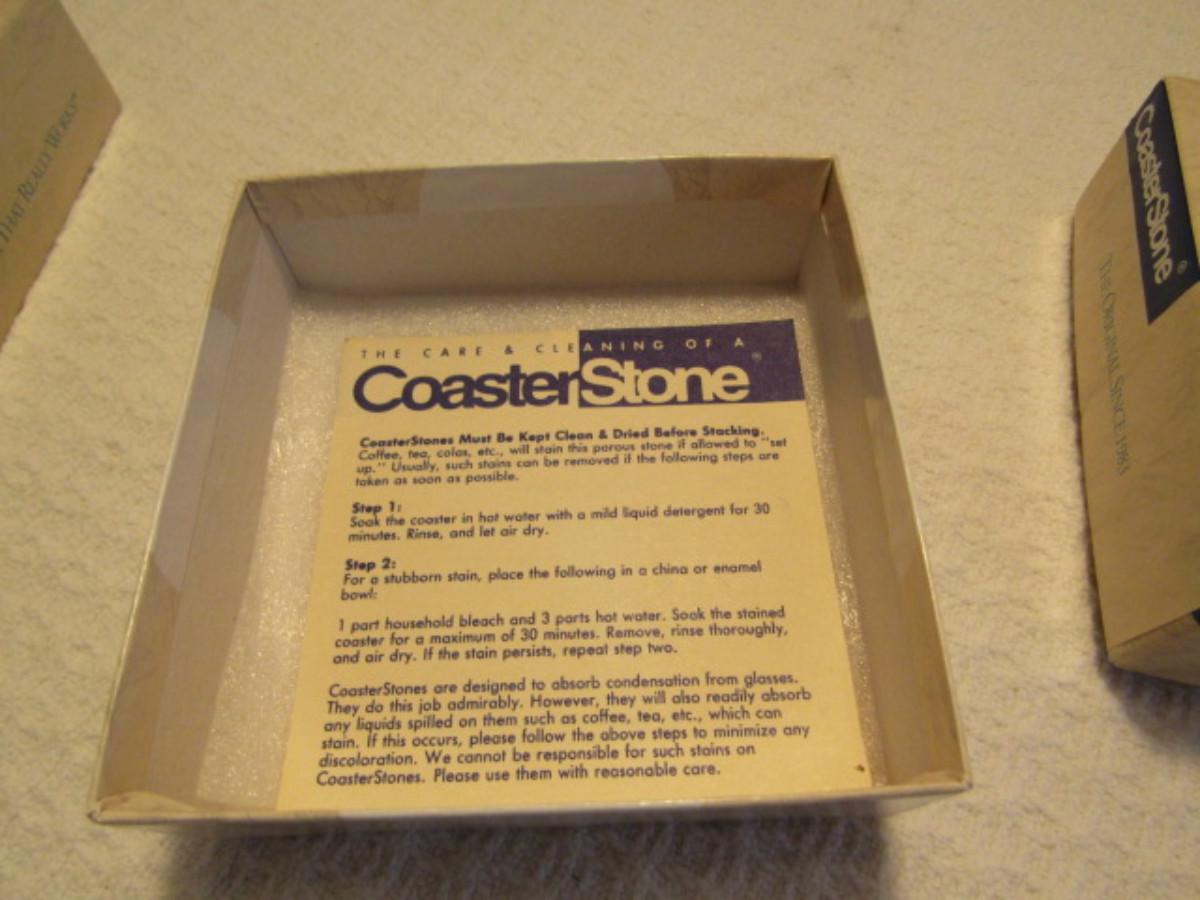 THAT REALLY WORKS™
THE CARE & CLEANING OF A
CoasterStone®
CoasterStones Must Be Kept Clean & Dried Before Stacking.
Coffee, tea, colas, etc., will stain this porous stone if allowed to "set
up." Usually, such stains can be removed if the following steps are
taken as soon as possible.
Step 1:
Soak the coaster in hot water with a mild liquid detergent for 30
minutes. Rinse, and let air dry.
Step 2:
For a stubborn stain, place the following in a china or enamel
bowl:
1 part household bleach and 3 parts hot water. Soak the stained
coaster for a maximum of 30 minutes. Remove, rinse thoroughly,
and air dry. If the stain persists, repeat step two.
CoasterStones are designed to absorb condensation from glasses.
They do this job admirably. However, they will also readily absorb
any liquids spilled on them such as coffee, tea, etc., which can
stain. If this occurs, please follow the above steps to minimize any
discoloration. We cannot be responsible for such stains on
CoasterStones. Please use them with reasonable care.
CoasterStone®
THE ORIGINAL SINCE 1983